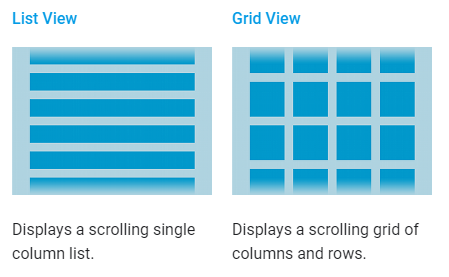 List View
Displays a scrolling single
column list.
Grid View
Displays a scrolling grid of
columns and rows.